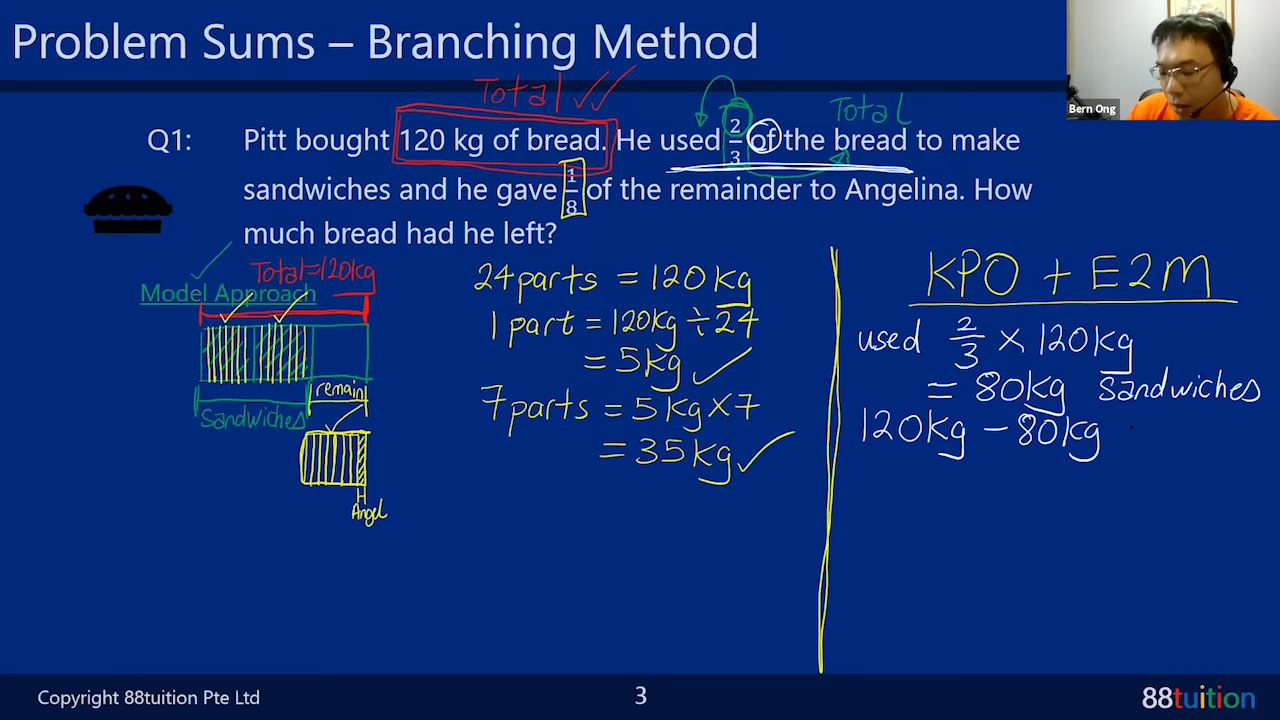 Problem Sums – Branching Method
Bern Ong
Total
Total
Q1: Pitt bought 120 kg of bread. He used 2/3 of the bread to make
sandwiches and he gave 1/8 of the remainder to Angelina. How
much bread had he left?
Total=120kg
Model Approach
remain
Sandwiches
Angel
24 parts = 120 kg
1 part = 120kg ÷ 24
= 5kg
7 parts = 5 kg × 7
= 35 kg
KPO + E2M
used 2/3 × 120kg
= 80kg sandwiches
120kg – 80kg
Copyright 88tuition Pte Ltd
3
88tuition